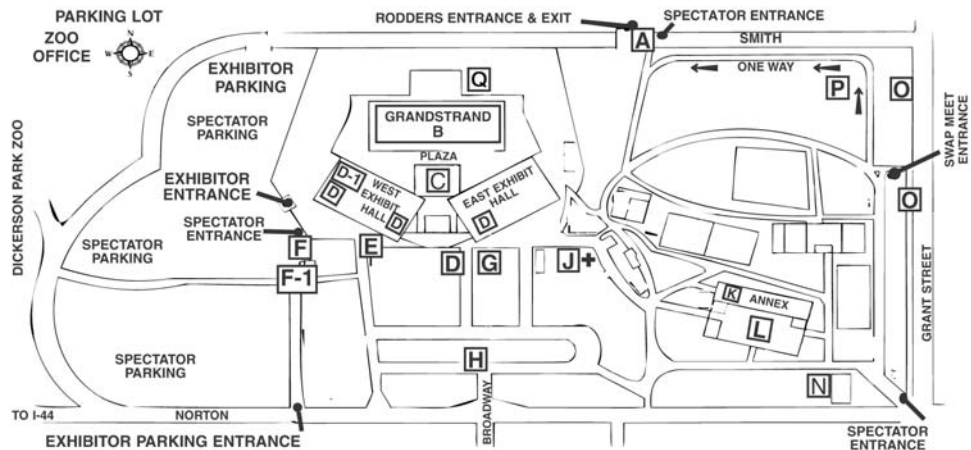 PARKING LOT
ZOO
OFFICE
N
W
E
S
RODDERS ENTRANCE & EXIT
A
SPECTATOR ENTRANCE
SMITH
ONE WAY
P
O
EXHIBITOR
PARKING
SPECTATOR
PARKING
Q
GRANDSTRAND
B
PLAZA
C
D-1
D
WEST
EXHIBIT
HALL
D
EAST EXHIBIT
HALL
D
SWAP MEET
ENTRANCE
O
EXHIBITOR
ENTRANCE
SPECTATOR
ENTRANCE
F
F-1
E
D
G
J+
DICKERSON PARK ZOO
SPECTATOR
PARKING
K
ANNEX
L
GRANT STREET
SPECTATOR
PARKING
H
N
BROADWAY
TO I-44
NORTON
EXHIBITOR PARKING ENTRANCE
SPECTATOR
ENTRANCE